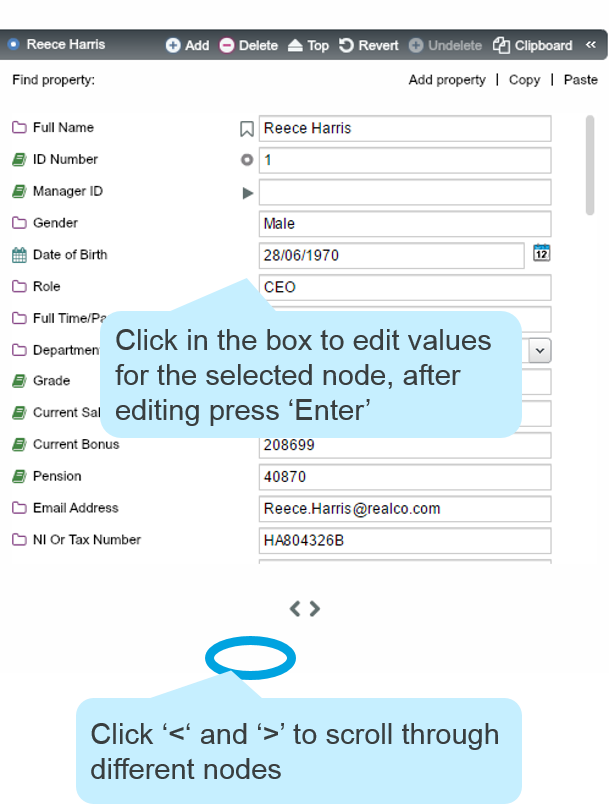 Reece Harris Add Delete Top Revert Undelete Clipboard «
Find property: Add property | Copy | Paste
Full Name Reece Harris
ID Number 1
Manager ID
Gender Male
Date of Birth 28/06/1970 12
Role CEO
Full Time/Pa
Departmen
Grade
Current Sal
Click in the box to edit values
for the selected node, after
editing press ‘Enter’
Current Bonus 208699
Pension 40870
Email Address Reece.Harris@realco.com
NI Or Tax Number HA804326B
< >
Click ‘<‘ and ‘>’ to scroll through
different nodes